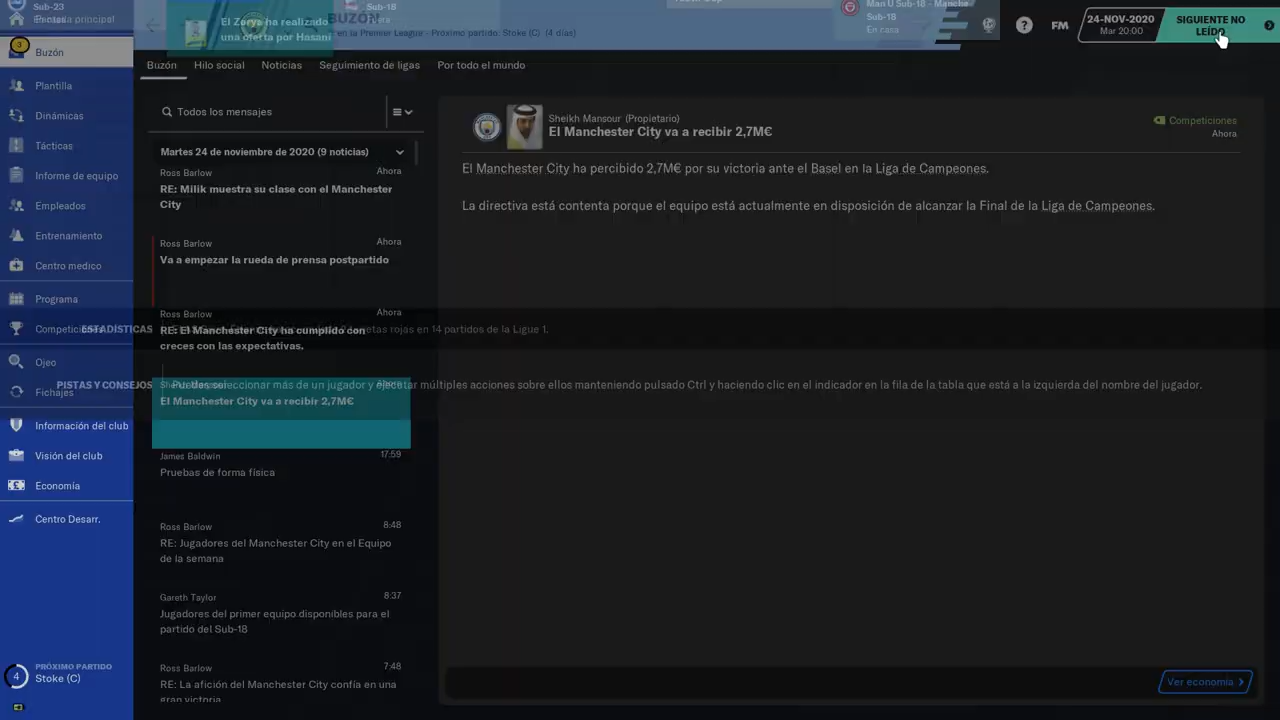 Sub-23
Pantalla principal
El Zorya ha realizado
una oferta por Hasani
BUZÓN
Sub-18
en la Premier League - Próximo partido: Stoke (C) (4 días)
Man U Sub-18 - Manche
Sub-18
En casa
FM
24-NOV-2020
Mar 20:00
SIGUIENTE NO
LEÍDO
3
Buzón
Plantilla
Dinámicas
Tácticas
Informe de equipo
Empleados
Entrenamiento
Centro medico
Programa
Competiciones
Ojeo
Fichajes
Información del club
Visión del club
Economía
Centro Desarr.
4
PRÓXIMO PARTIDO
Stoke (C)
Buzón
Hilo social
Noticias
Seguimiento de ligas
Por todo el mundo
Todos los mensajes
Martes 24 de noviembre de 2020 (9 noticias)
Ross Barlow
Ahora
RE: Milik muestra su clase con el Manchester
City
Ross Barlow
Ahora
Va a empezar la rueda de prensa postpartido
Ross Barlow
Ahora
RE: El Manchester City ha cumplido con
creces con las expectativas.
ESTADÍSTICAS
tarjetas rojas en 14 partidos de la Ligue 1.
PISTAS Y CONSEJOS
Puedes seleccionar más de un jugador y ejecutar múltiples acciones sobre ellos manteniendo pulsado Ctrl y haciendo clic en el indicador en la fila de la tabla que está a la izquierda del nombre del jugador.
Ahora
El Manchester City va a recibir 2,7M€
James Baldwin
17:59
Pruebas de forma física
Ross Barlow
8:48
RE: Jugadores del Manchester City en el Equipo
de la semana
Gareth Taylor
8:37
Jugadores del primer equipo disponibles para el
partido del Sub-18
Ross Barlow
7:48
RE: La afición del Manchester City confía en una
gran victoria
Sheikh Mansour (Propietario)
El Manchester City va a recibir 2,7M€
Competiciones
Ahora
El Manchester City ha percibido 2,7M€ por su victoria ante el Basel en la Liga de Campeones.
La directiva está contenta porque el equipo está actualmente en disposición de alcanzar la Final de la Liga de Campeones.
Ver economía